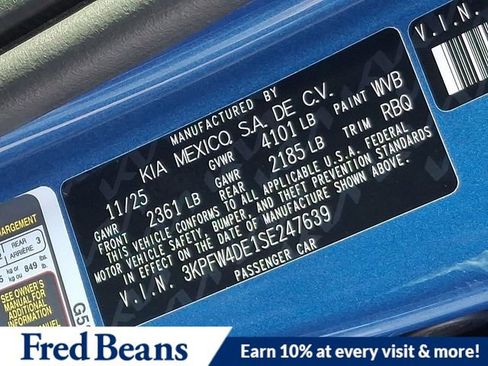 MANUFACTURED BY
KIA MEXICO, S.A. DE C.V.
11/25 GVWR 4101 LB PAINT WVB
GAWR FRONT 2361 LB GAWR REAR 2185 LB TRIM RBQ
THIS VEHICLE CONFORMS TO ALL APPLICABLE U.S.A. FEDERAL
MOTOR VEHICLE SAFETY, BUMPER, AND THEFT PREVENTION STANDARDS
IN EFFECT ON THE DATE OF MANUFACTURE SHOWN ABOVE.
V.I.N. 3KPFW4DE1SE247639
PASSENGER CAR
V.I.N.
REAR
ARRIÈRE
3
kg ou 849 lbs.
SEE OWNER'S
MANUAL FOR
ADDITIONAL
Fred Beans
Earn 10% at every visit & more!